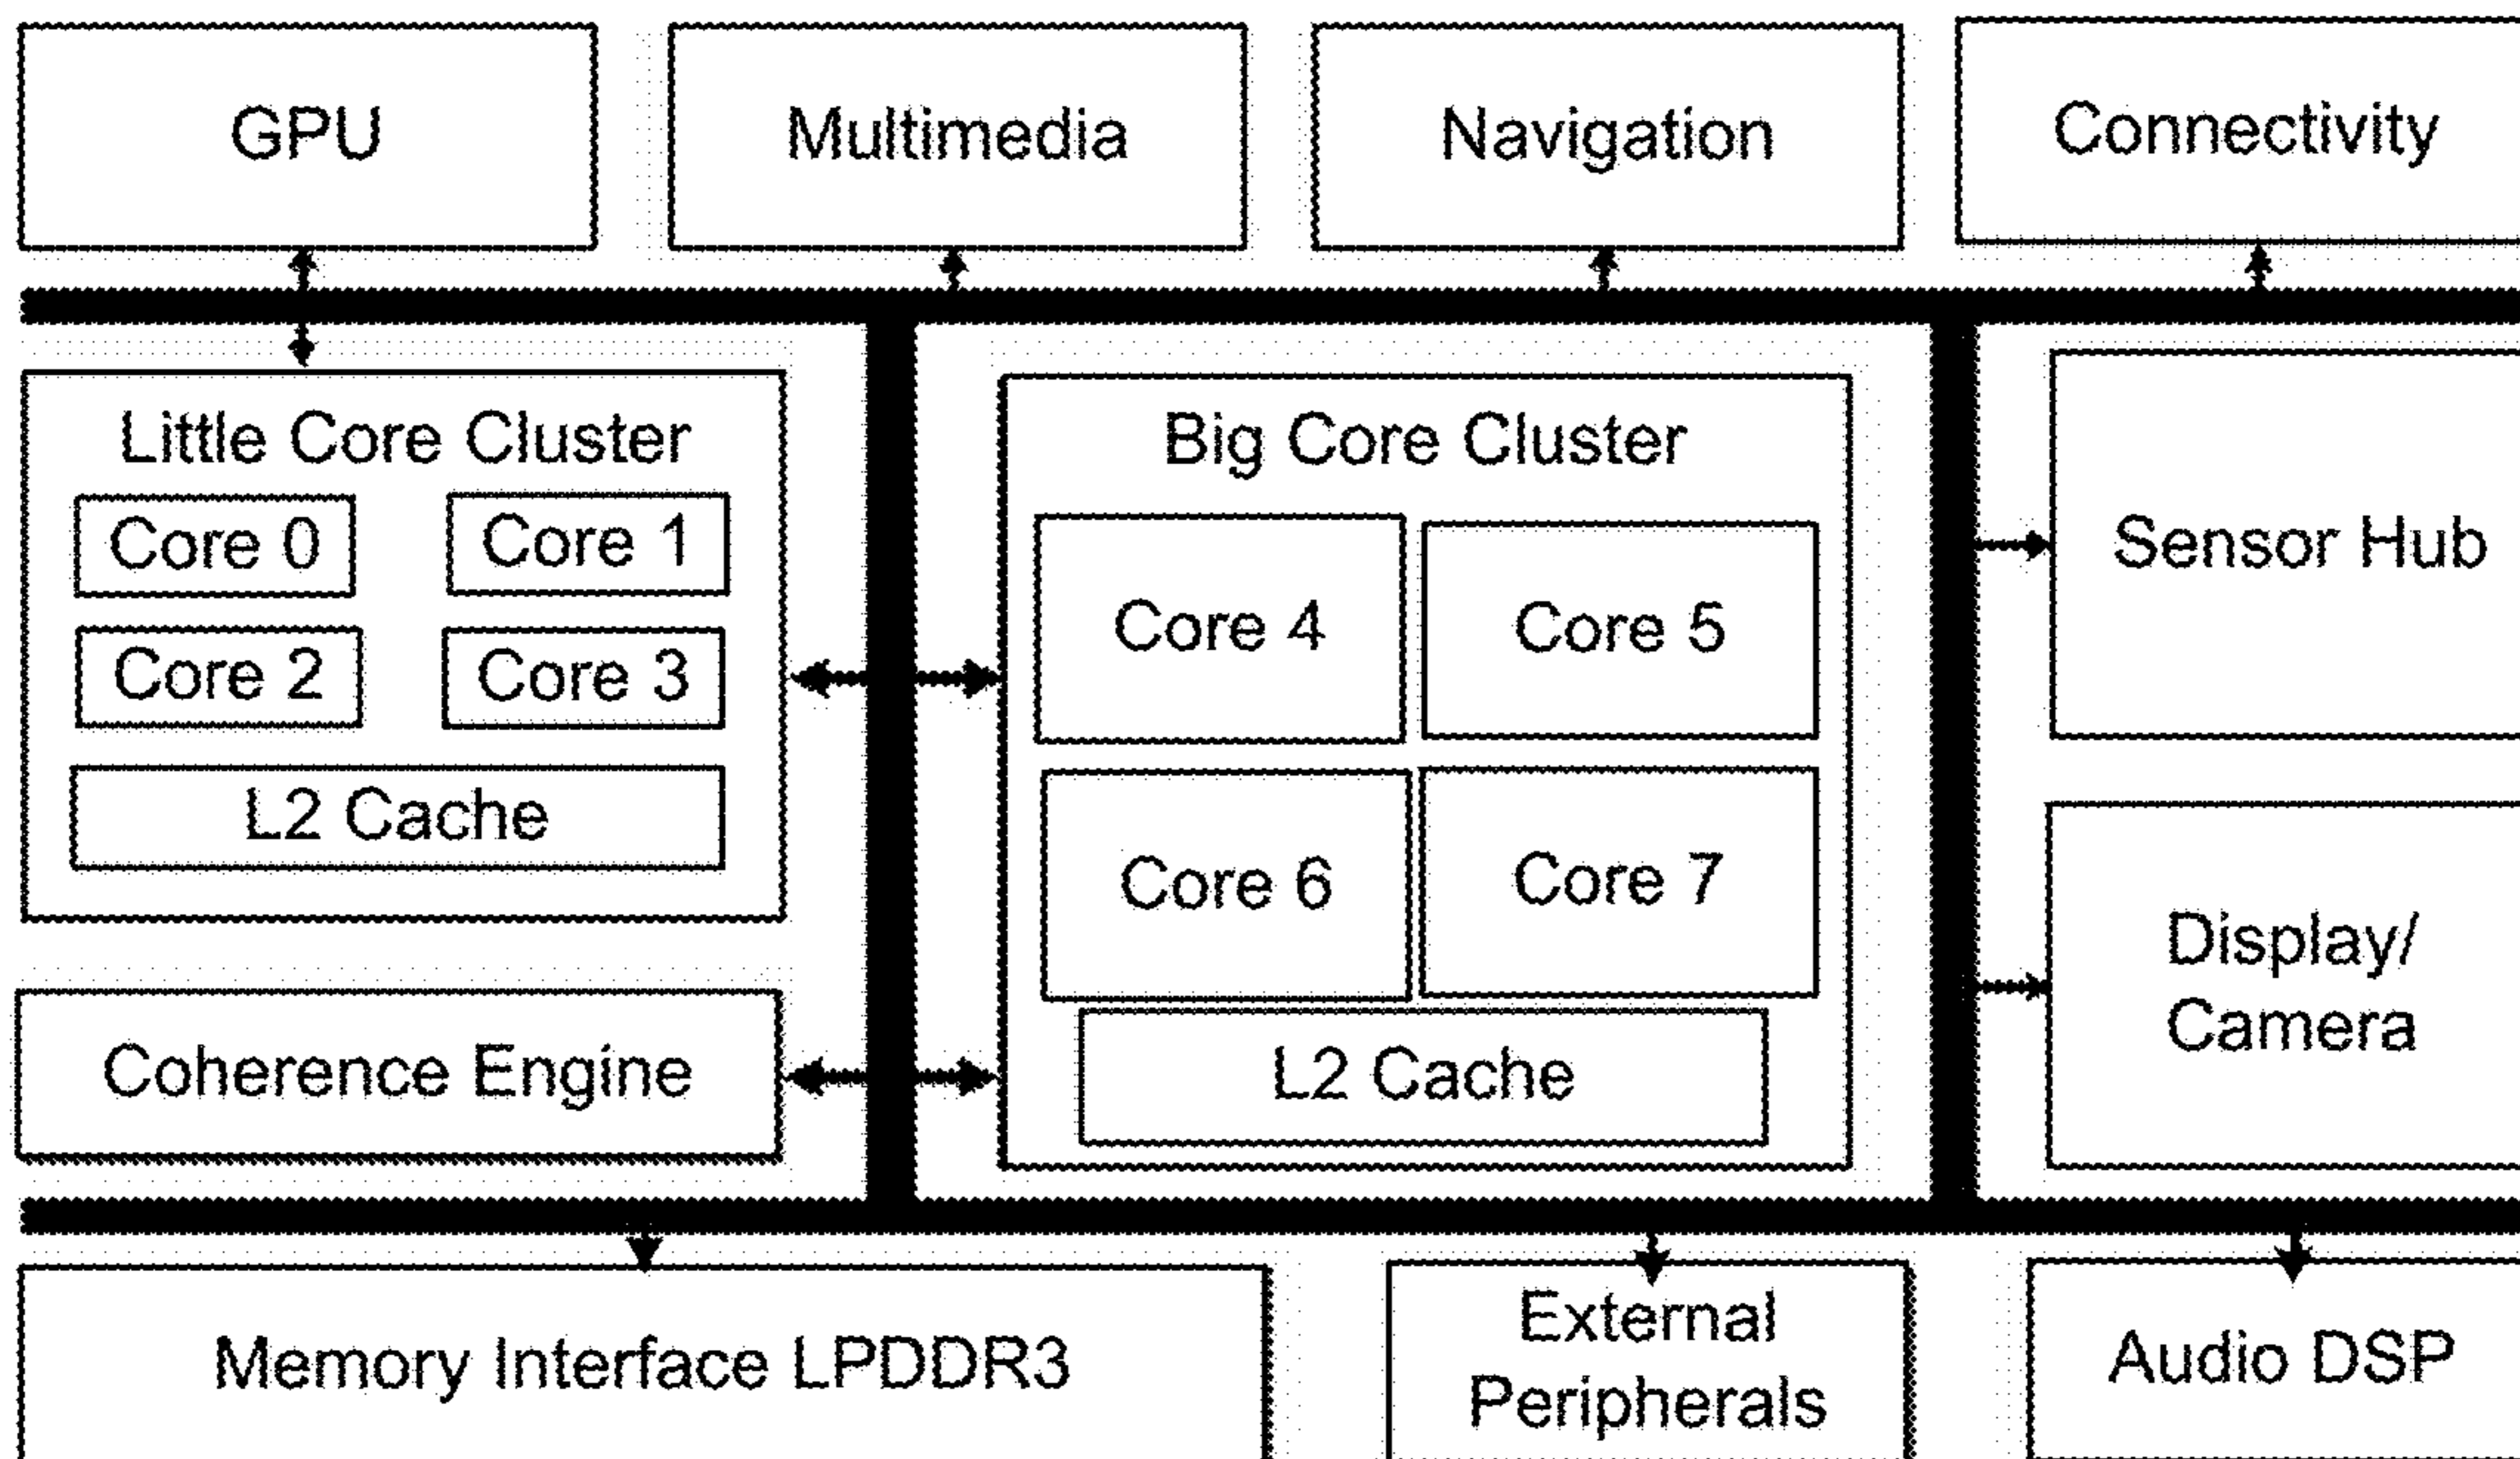 GPU
Multimedia
Navigation
Connectivity
Little Core Cluster
Core 0
Core 1
Core 2
Core 3
L2 Cache
Big Core Cluster
Core 4
Core 5
Core 6
Core 7
L2 Cache
Sensor Hub
Display/
Camera
Coherence Engine
Memory Interface LPDDR3
External
Peripherals
Audio DSP